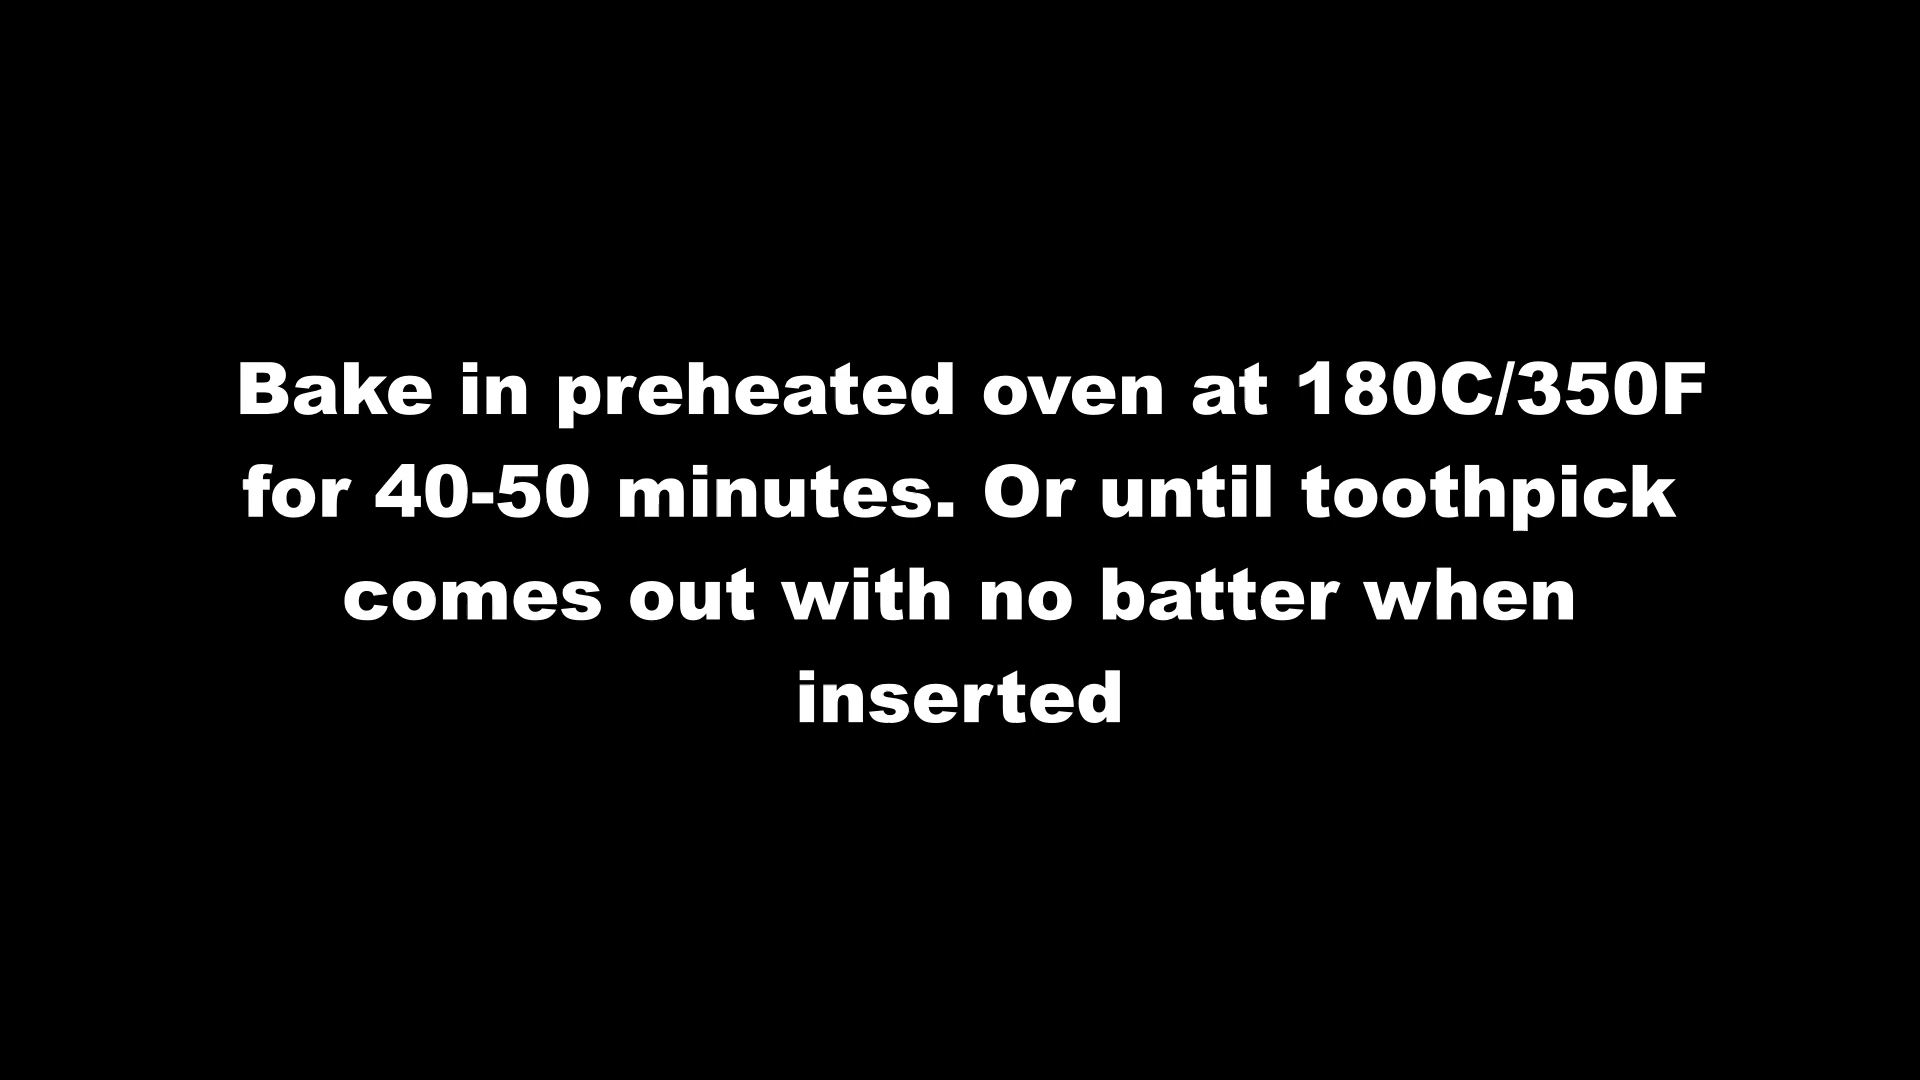 Bake in preheated oven at 180C/350F
for 40-50 minutes. Or until toothpick
comes out with no batter when
inserted